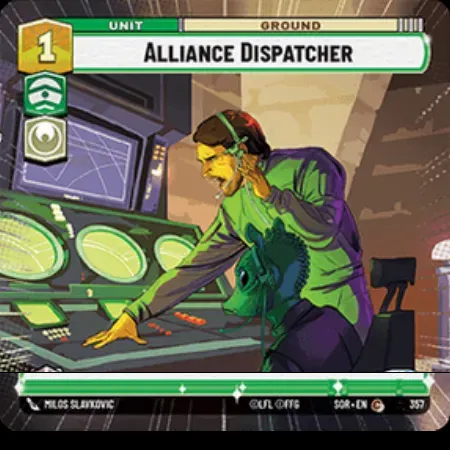 UNIT GROUND
1 ALLIANCE DISPATCHER
MILOS SLAVKOVIC ©LFL ©FFG SOR • EN C 357